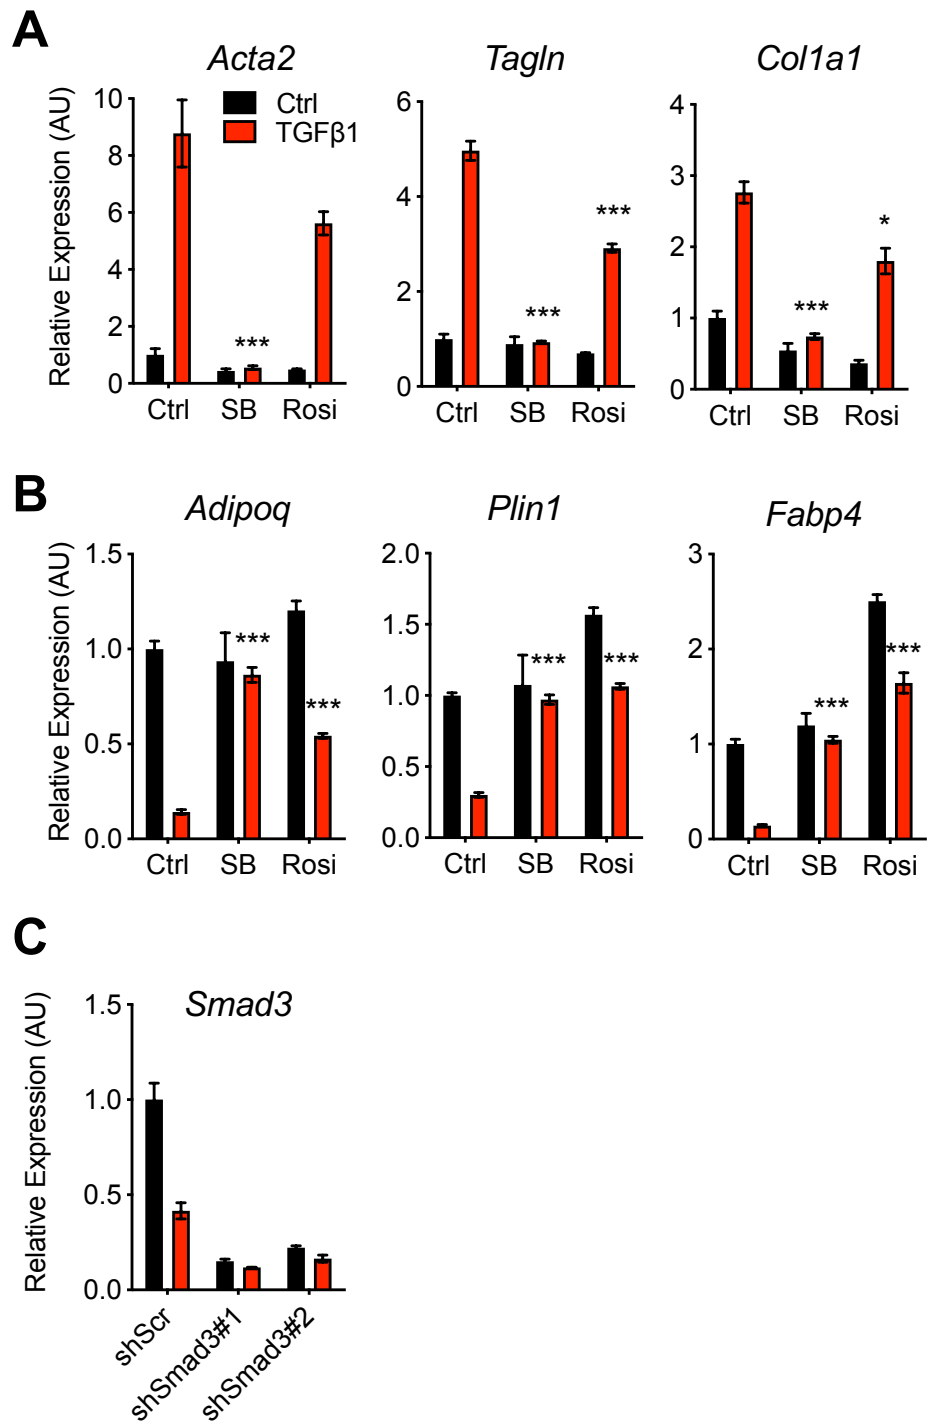 A
Acta2
Tagln
Col1a1
Relative Expression (AU)
10
8
6
4
2
0
Ctrl
TGFβ1
***
Ctrl
SB
Rosi
6
4
2
0
***
***
Ctrl
SB
Rosi
4
3
2
1
0
***
*
Ctrl
SB
Rosi
B
Adipoq
Plin1
Fabp4
Relative Expression (AU)
1.5
1.0
0.5
0.0
***
***
Ctrl
SB
Rosi
2.0
1.5
1.0
0.5
0.0
***
***
Ctrl
SB
Rosi
3
2
1
0
***
***
Ctrl
SB
Rosi
C
Smad3
Relative Expression (AU)
1.5
1.0
0.5
0.0
shScr
shSmad3#1
shSmad3#2